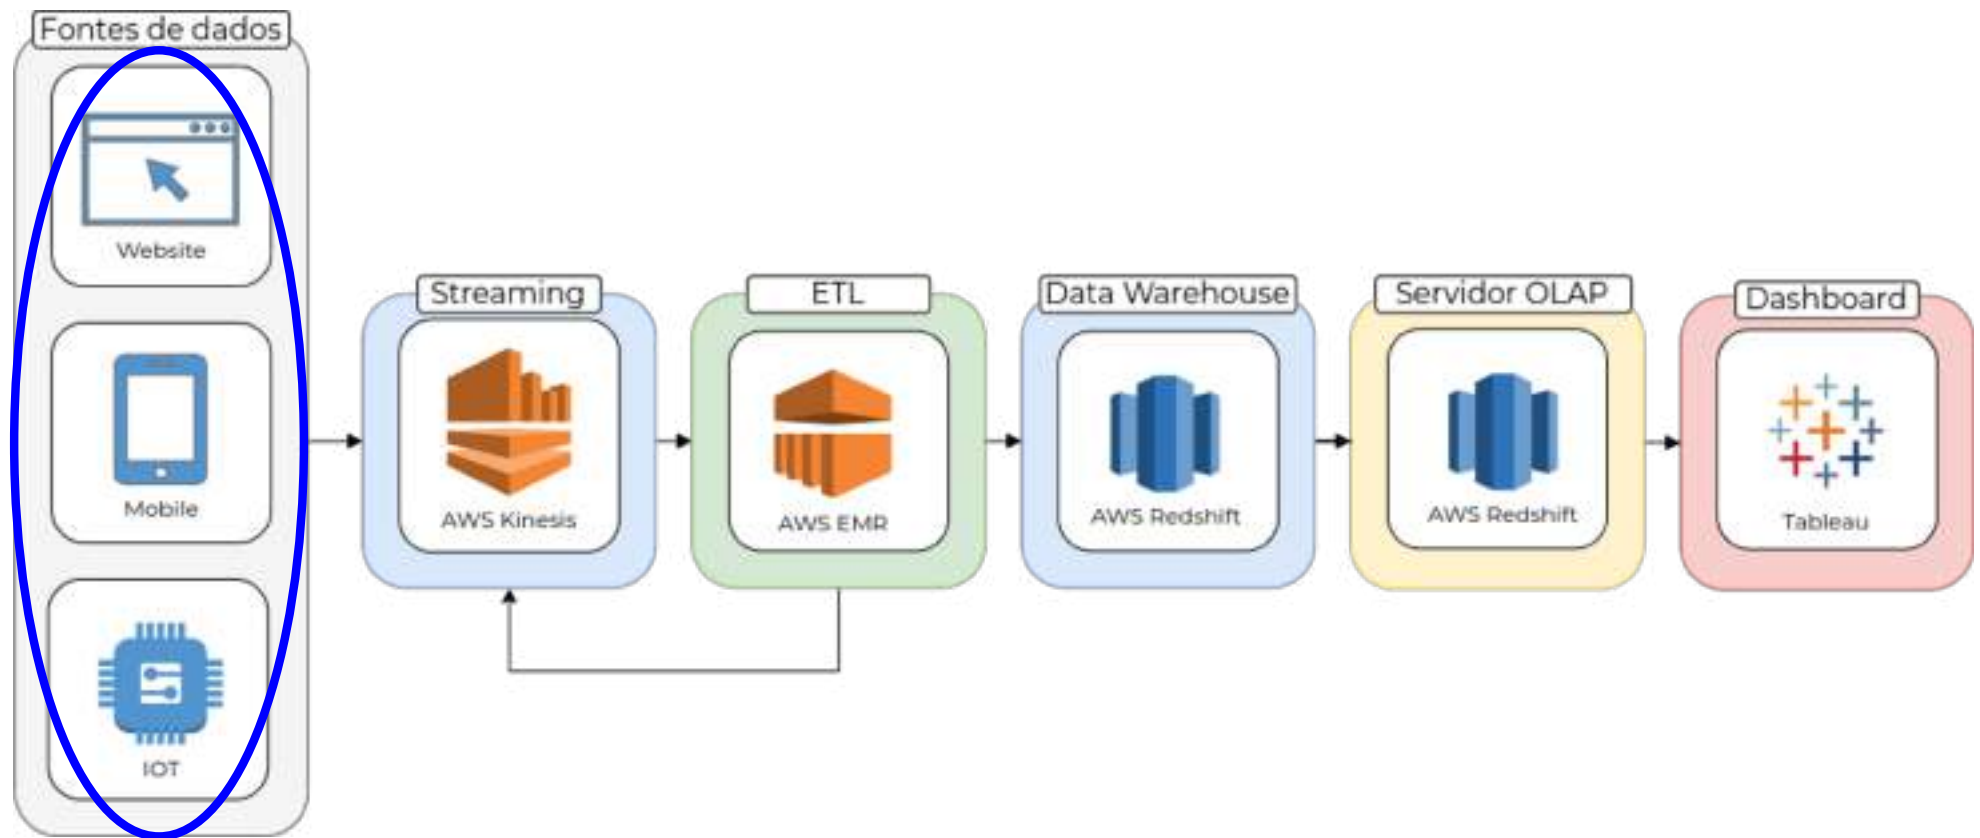 Fontes de dados
Website
Mobile
IOT
Streaming
AWS Kinesis
ETL
AWS EMR
Data Warehouse
AWS Redshift
Servidor OLAP
AWS Redshift
Dashboard
Tableau